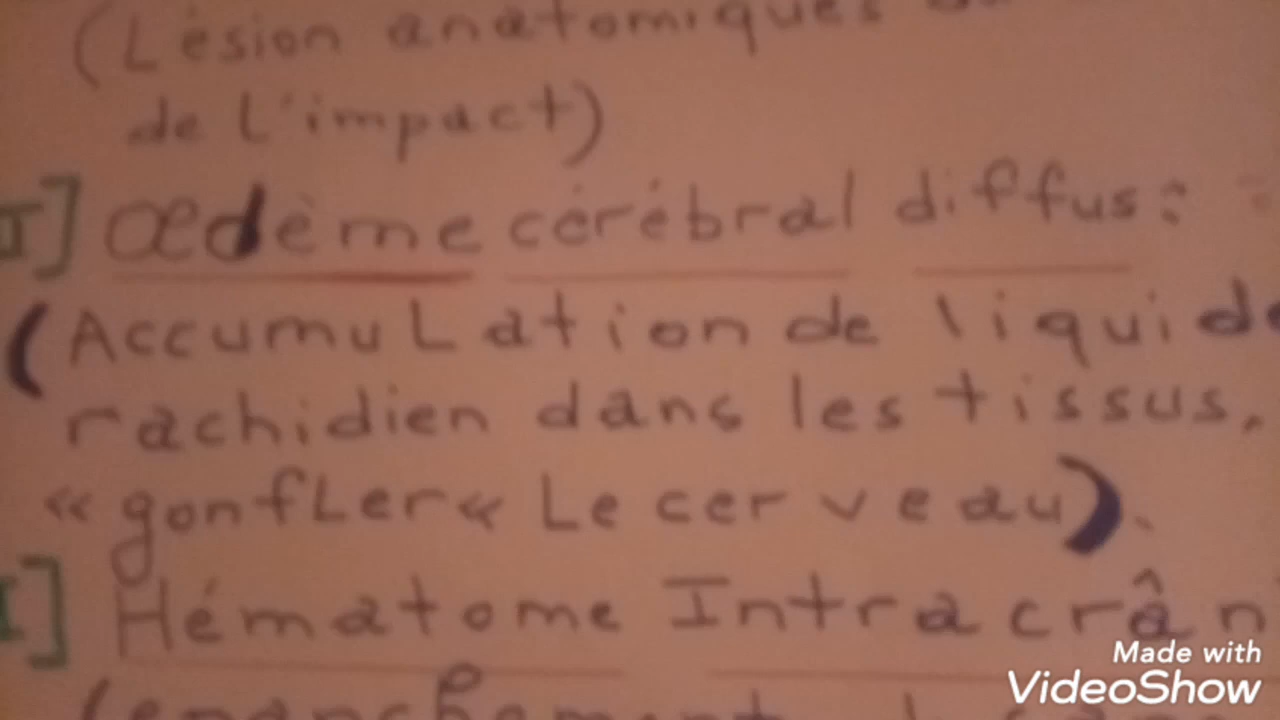 (Lésion anatomiques
de L'impact)
I] Œdème cérébral diffus:
(AccumuLation de liquide
rachidien dans les tissus,
«gonfLer« Le cerveau).
I] Hématome Intracrân
(épanchement
Made with
VideoShow